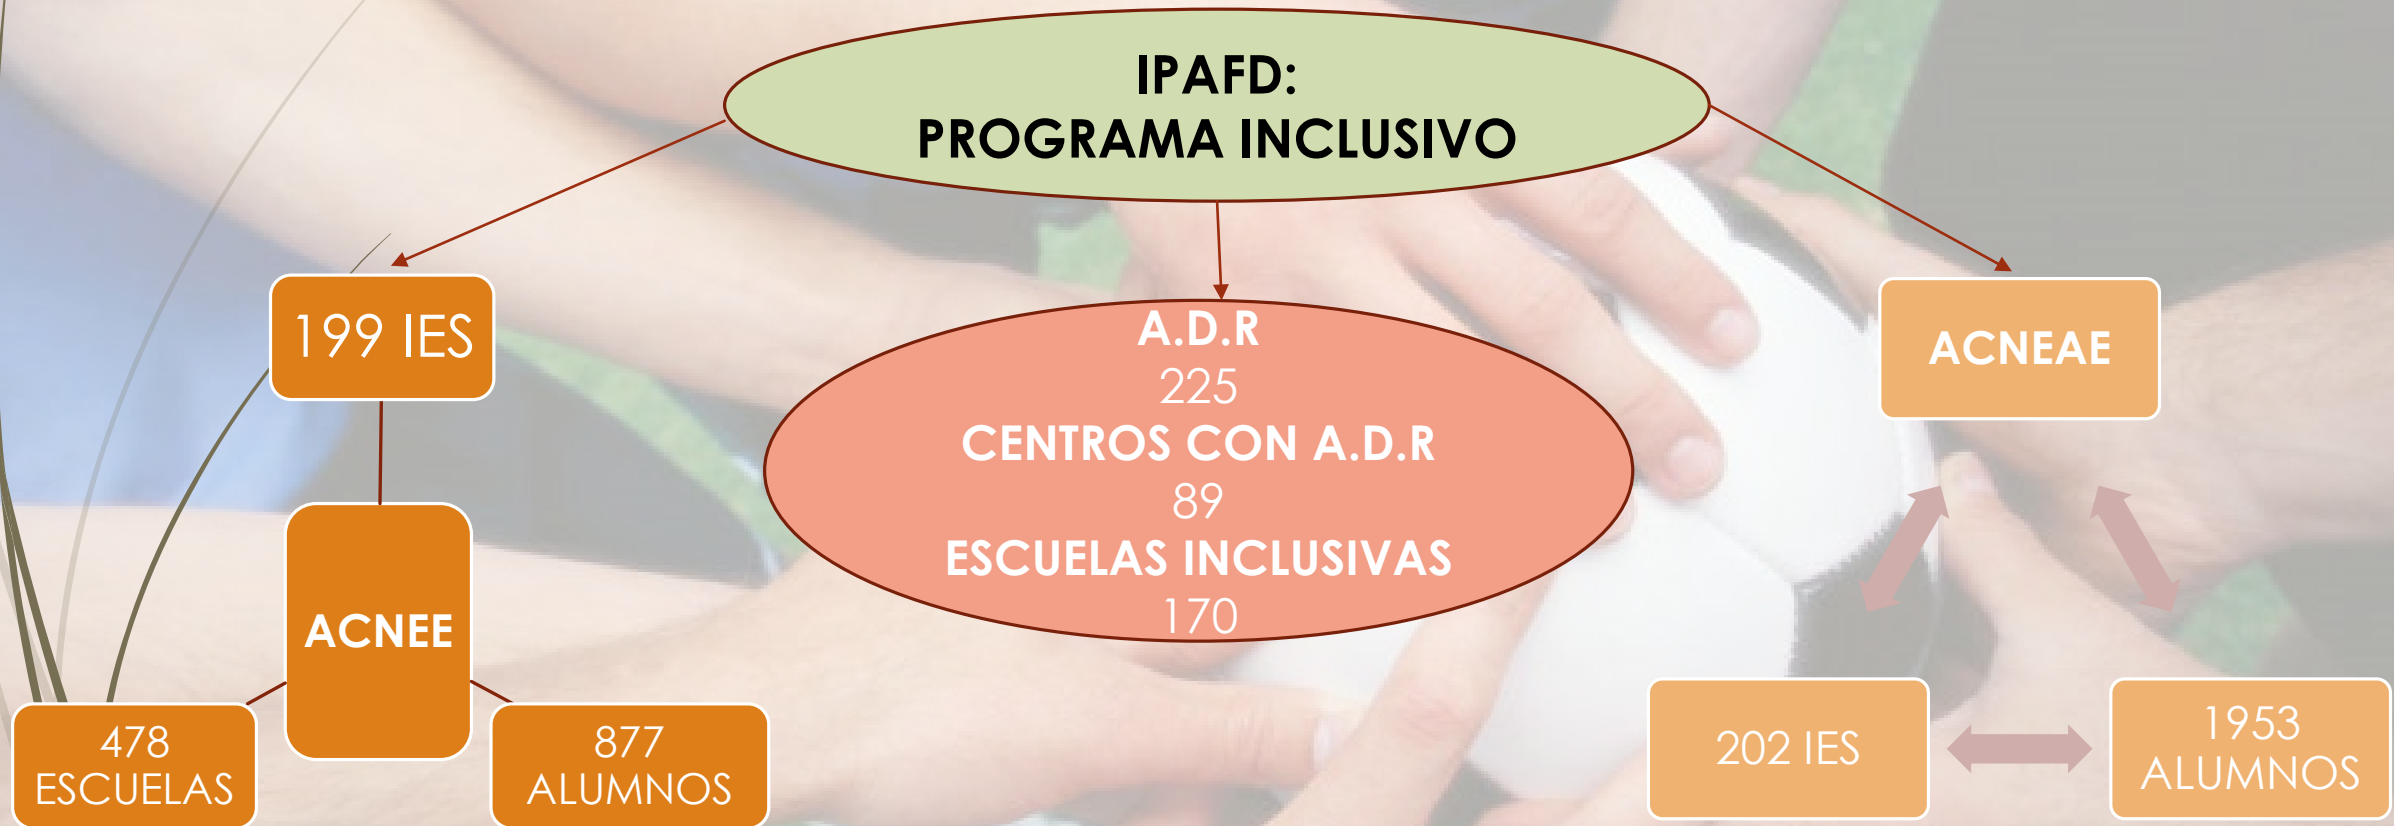 IPAFD:
PROGRAMA INCLUSIVO
199 IES
ACNEE
478
ESCUELAS
877
ALUMNOS
A.D.R
225
CENTROS CON A.D.R
89
ESCUELAS INCLUSIVAS
170
ACNEAE
202 IES
1953
ALUMNOS